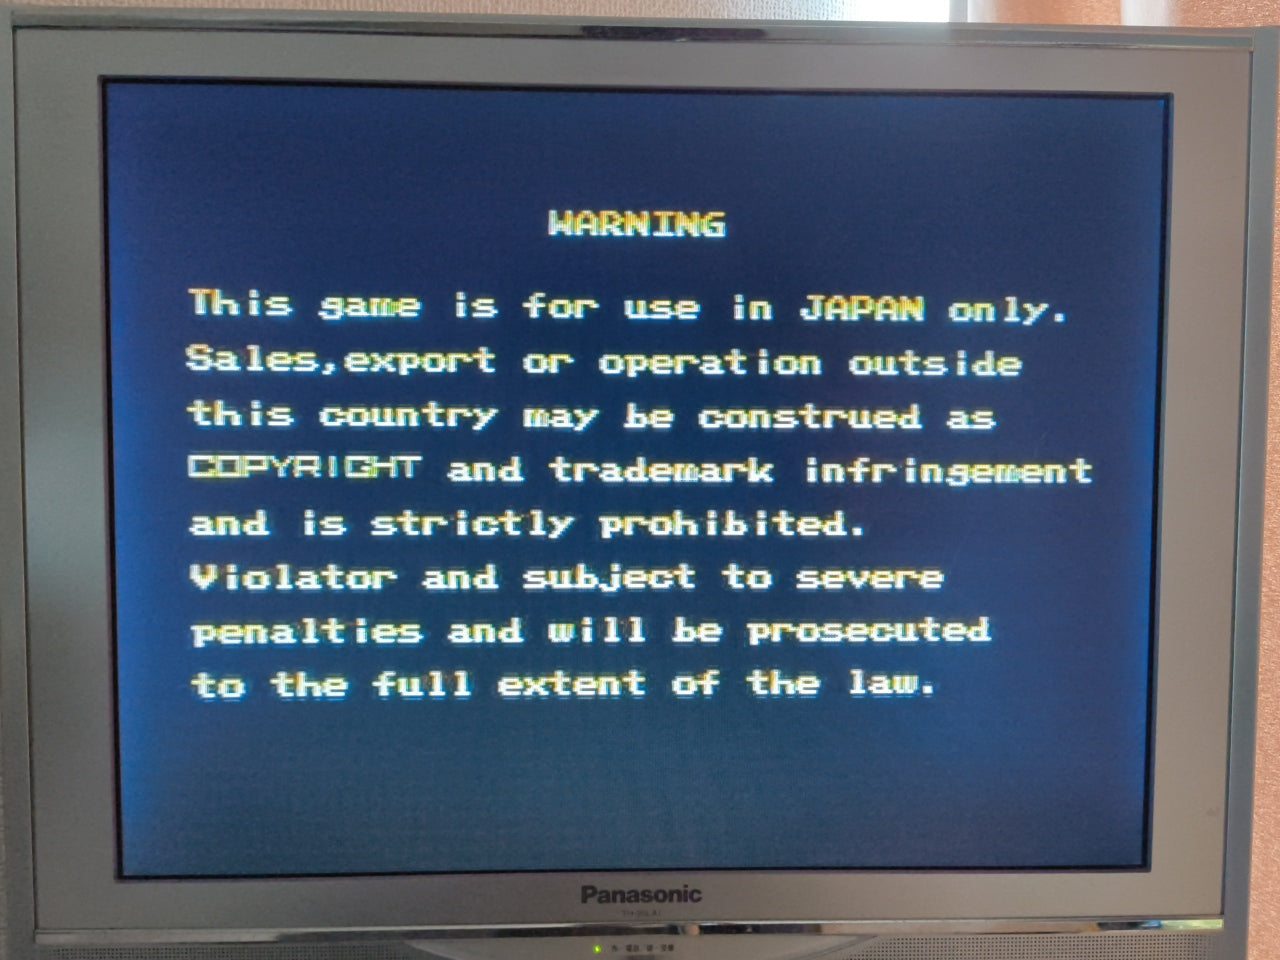 WARNING
This game is for use in JAPAN only.
Sales,export or operation outside
this country may be construed as
COPYRIGHT and trademark infringement
and is strictly prohibited.
Violator and subject to severe
penalties and will be prosecuted
to the full extent of the law.
Panasonic